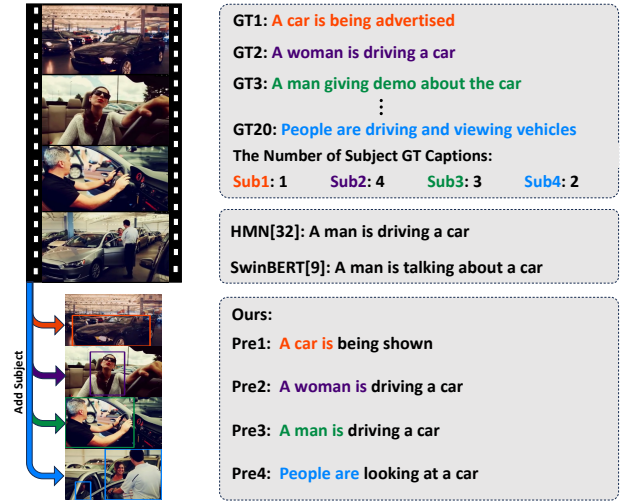 GT1: A car is being advertised
GT2: A woman is driving a car
GT3: A man giving demo about the car
⋮
GT20: People are driving and viewing vehicles
The Number of Subject GT Captions:
Sub1: 1 Sub2: 4 Sub3: 3 Sub4: 2
HMN[32]: A man is driving a car
SwinBERT[9]: A man is talking about a car
Add Subject
Ours:
Pre1: A car is being shown
Pre2: A woman is driving a car
Pre3: A man is driving a car
Pre4: People are looking at a car